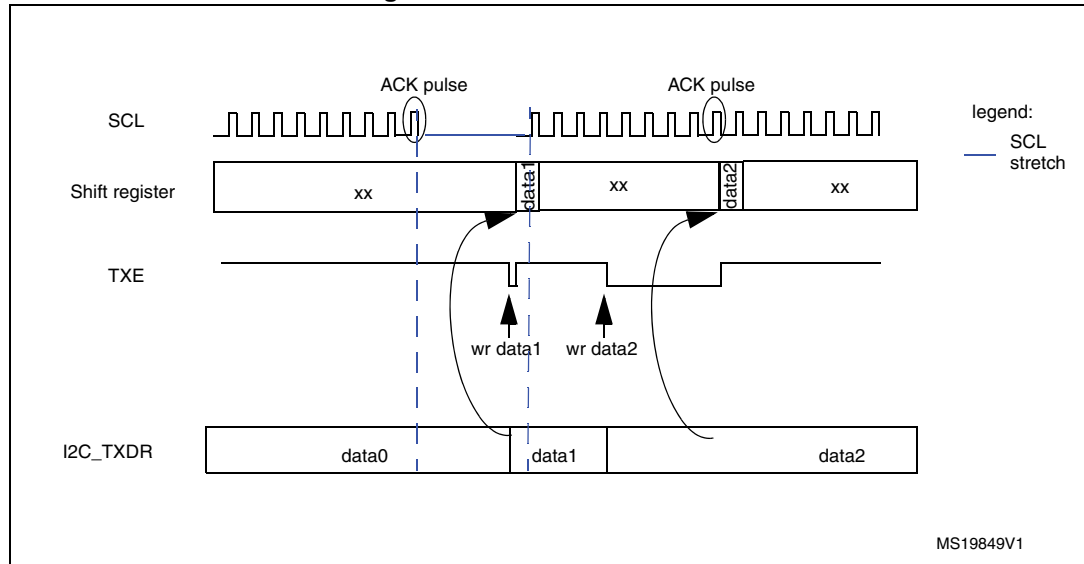 ACK pulse
ACK pulse
SCL
legend:
SCL
stretch
Shift register
xx
data1
xx
data2
xx
TXE
wr data1
wr data2
I2C_TXDR
data0
data1
data2
MS19849V1